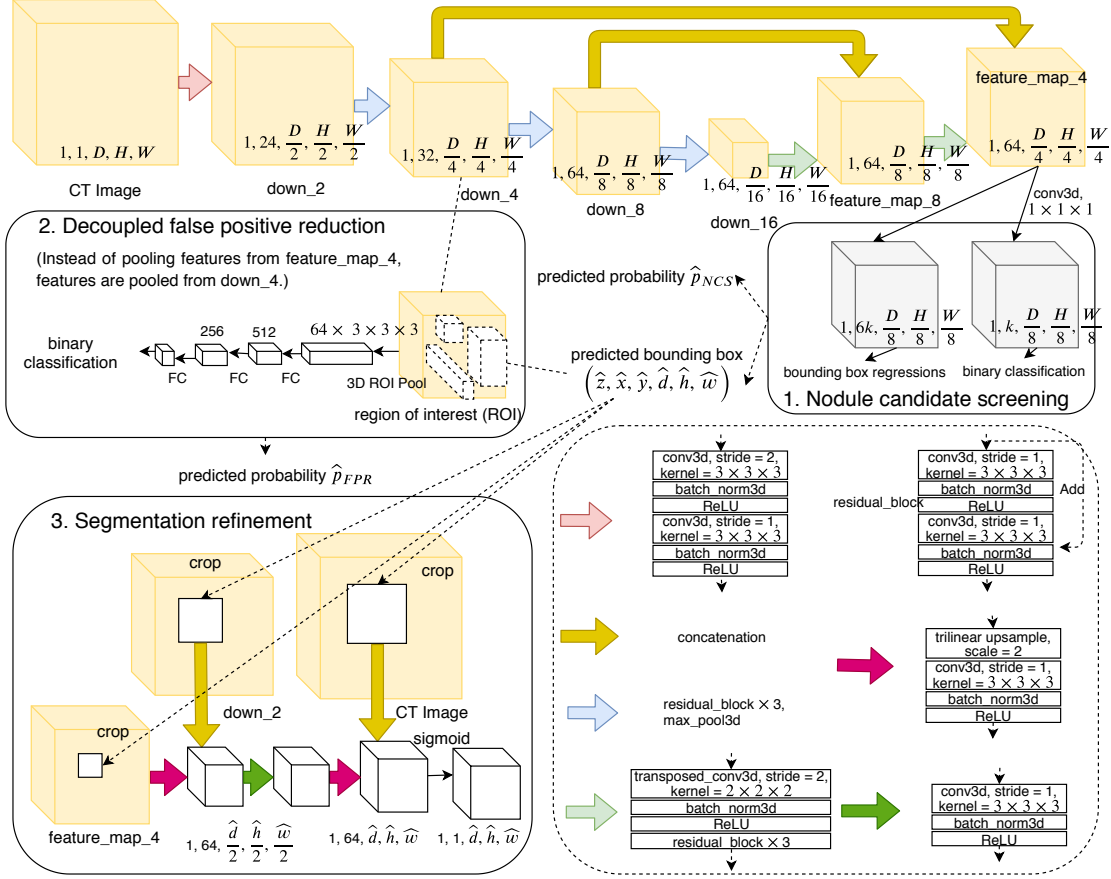 feature_map_4
1, 1, D, H, W
1, 24, D/2, H/2, W/2
1, 32, D/4, H/4, W/4
1, 64, D/8, H/8, W/8
1, 64, D/16, H/16, W/16
1, 64, D/8, H/8, W/8
1, 64, D/4, H/4, W/4
CT Image
down_2
down_4
down_8
down_16
feature_map_8
conv3d,
1 × 1 × 1
2. Decoupled false positive reduction
(Instead of pooling features from feature_map_4,
features are pooled from down_4.)
binary
classification
256
512
64 × 3 × 3 × 3
FC
FC
FC
3D ROI Pool
region of interest (ROI)
predicted probability p̂_NCS
predicted bounding box
(ẑ, x̂, ŷ, d̂, ĥ, ŵ)
1, 6k, D/8, H/8, W/8
1, k, D/8, H/8, W/8
bounding box regressions
binary classification
1. Nodule candidate screening
predicted probability p̂_FPR
3. Segmentation refinement
crop
crop
down_2
CT Image
crop
sigmoid
feature_map_4
1, 64, d̂/2, ĥ/2, ŵ/2
1, 64, d̂, ĥ, ŵ
1, 1, d̂, ĥ, ŵ
conv3d, stride = 2,
kernel = 3 × 3 × 3
batch_norm3d
ReLU
conv3d, stride = 1,
kernel = 3 × 3 × 3
batch_norm3d
ReLU
residual_block
conv3d, stride = 1,
kernel = 3 × 3 × 3
batch_norm3d
ReLU
conv3d, stride = 1,
kernel = 3 × 3 × 3
batch_norm3d
ReLU
Add
concatenation
trilinear upsample,
scale = 2
conv3d, stride = 1,
kernel = 3 × 3 × 3
batch_norm3d
ReLU
residual_block × 3,
max_pool3d
transposed_conv3d, stride = 2,
kernel = 2 × 2 × 2
batch_norm3d
ReLU
residual_block × 3
conv3d, stride = 1,
kernel = 3 × 3 × 3
batch_norm3d
ReLU